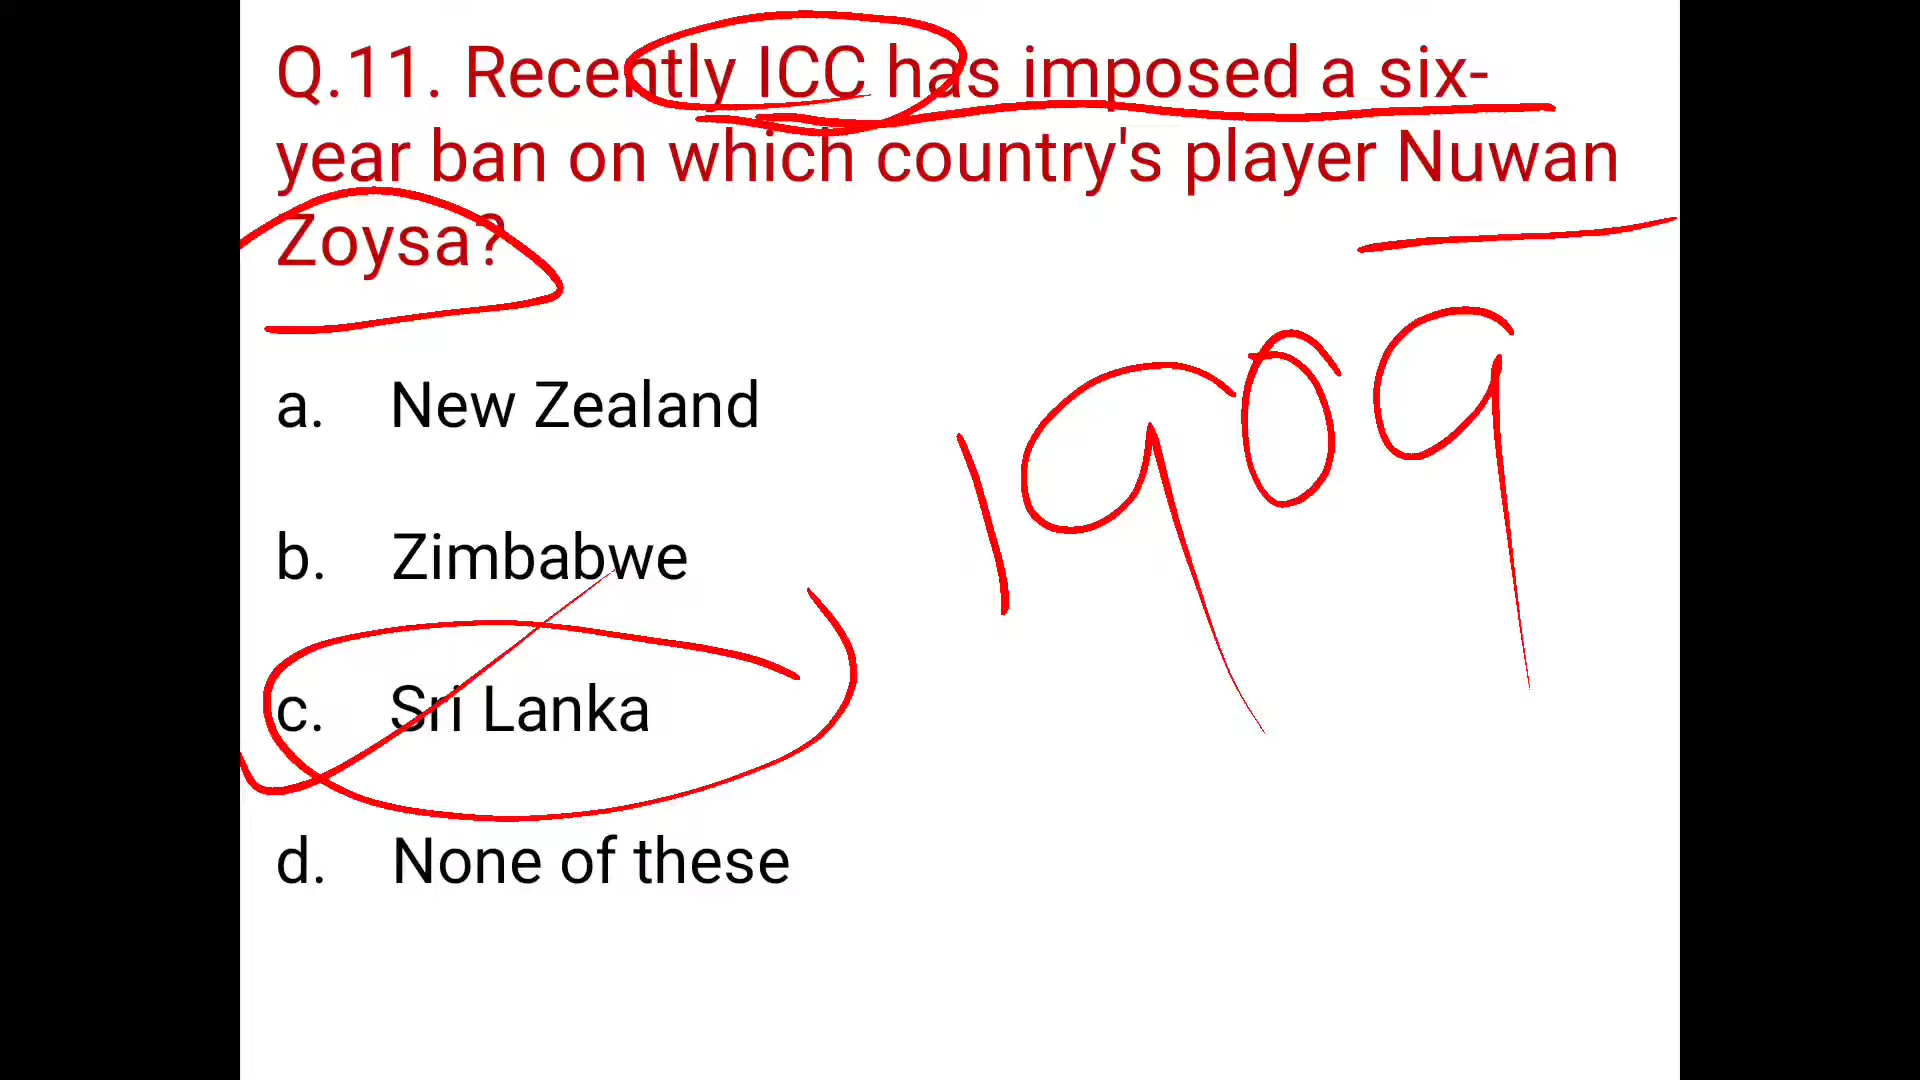 Q.11. Recently ICC has imposed a six-
year ban on which country's player Nuwan
Zoysa?
a. New Zealand
1909
b. Zimbabwe
c. Sri Lanka
d. None of these